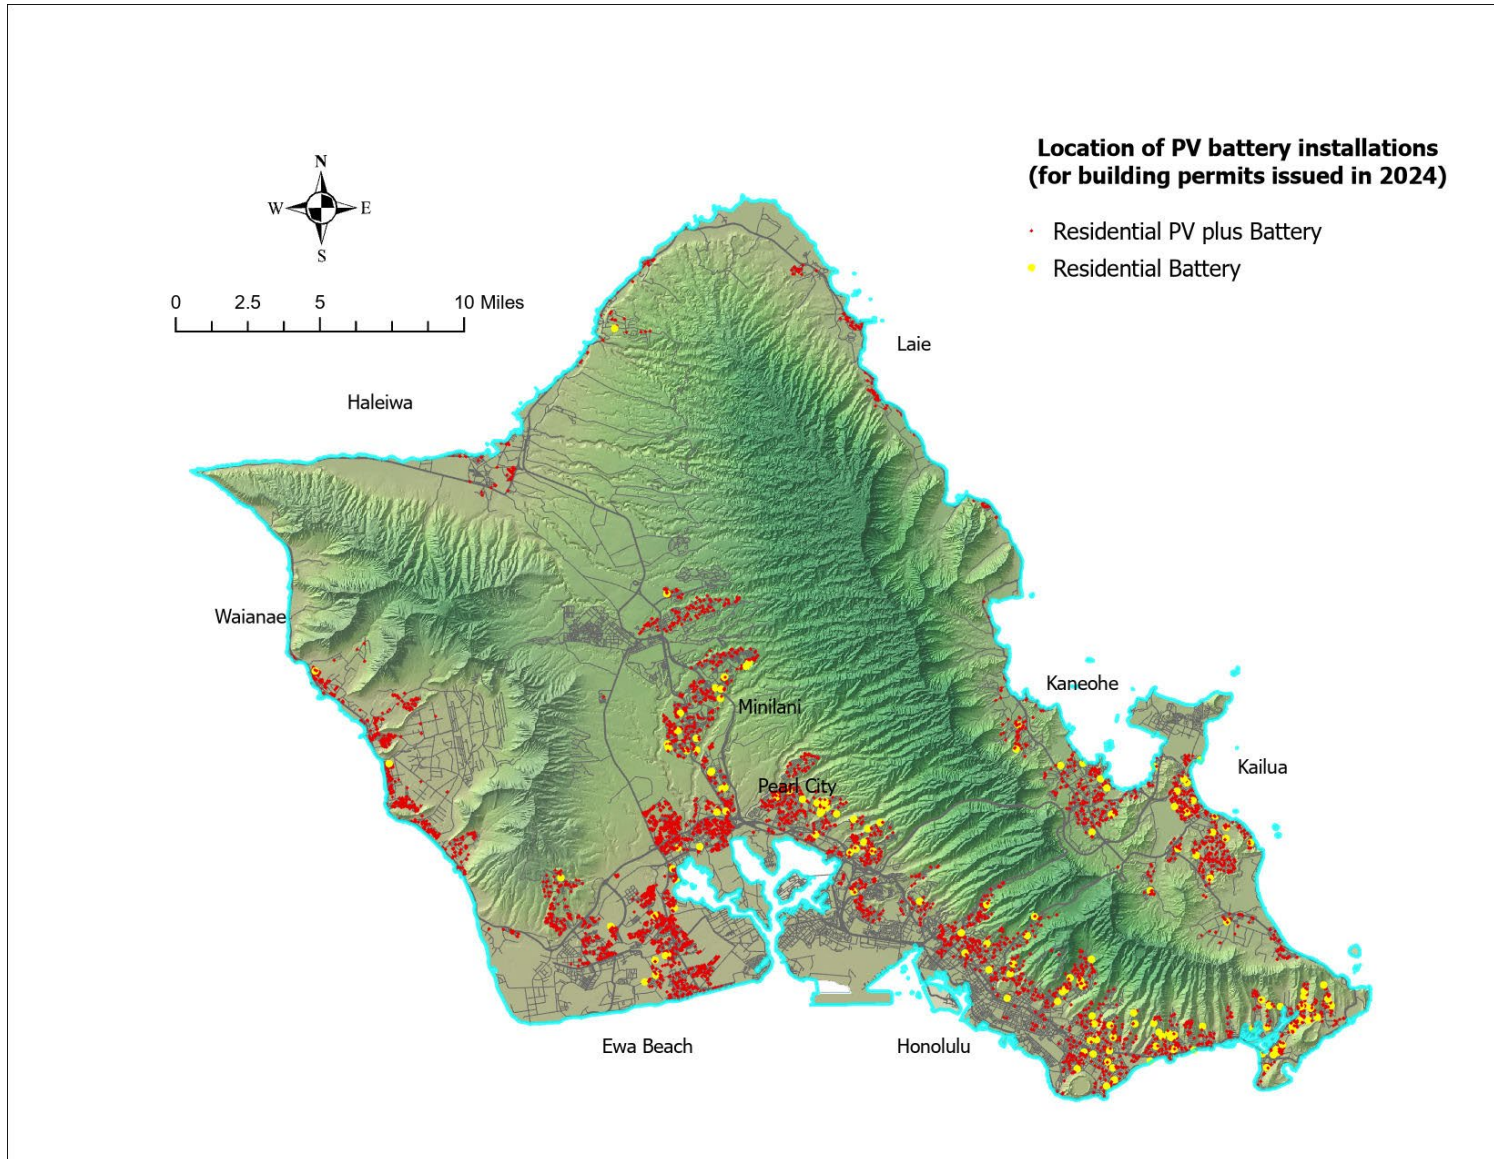 Location of PV battery installations
(for building permits issued in 2024)
Residential PV plus Battery
Residential Battery
N
W E
S
0 2.5 5 10 Miles
Laie
Haleiwa
Waianae
Kaneohe
Minilani
Kailua
Pearl City
Ewa Beach
Honolulu